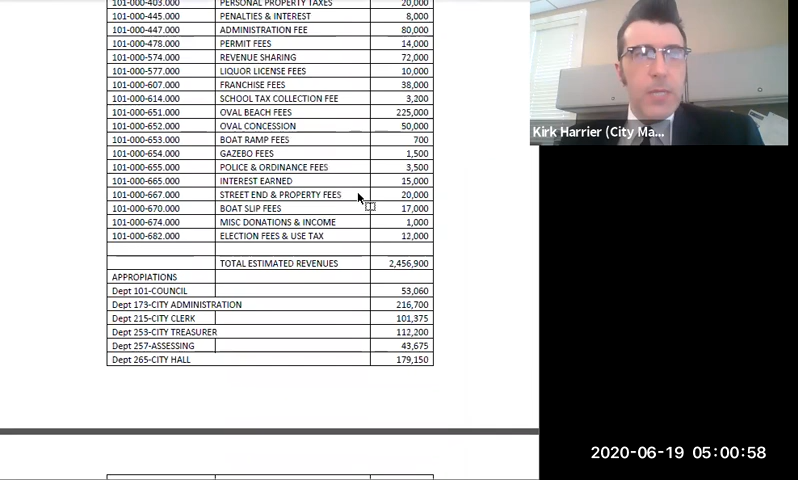 101-000-403.000 PERSONAL PROPERTY TAXES 20,000
101-000-445.000 PENALTIES & INTEREST 8,000
101-000-447.000 ADMINISTRATION FEE 80,000
101-000-478.000 PERMIT FEES 14,000
101-000-574.000 REVENUE SHARING 72,000
101-000-577.000 LIQUOR LICENSE FEES 10,000
101-000-607.000 FRANCHISE FEES 38,000
101-000-614.000 SCHOOL TAX COLLECTION FEE 3,200
101-000-651.000 OVAL BEACH FEES 225,000
101-000-652.000 OVAL CONCESSION 50,000
101-000-653.000 BOAT RAMP FEES 700
101-000-654.000 GAZEBO FEES 1,500
101-000-655.000 POLICE & ORDINANCE FEES 3,500
101-000-665.000 INTEREST EARNED 15,000
101-000-667.000 STREET END & PROPERTY FEES 20,000
101-000-670.000 BOAT SLIP FEES 17,000
101-000-674.000 MISC DONATIONS & INCOME 1,000
101-000-682.000 ELECTION FEES & USE TAX 12,000
TOTAL ESTIMATED REVENUES 2,456,900
APPROPIATIONS
Dept 101-COUNCIL 53,060
Dept 173-CITY ADMINISTRATION 216,700
Dept 215-CITY CLERK 101,375
Dept 253-CITY TREASURER 112,200
Dept 257-ASSESSING 43,675
Dept 265-CITY HALL 179,150
Kirk Harrier (City Ma...
2020-06-19 05:00:58